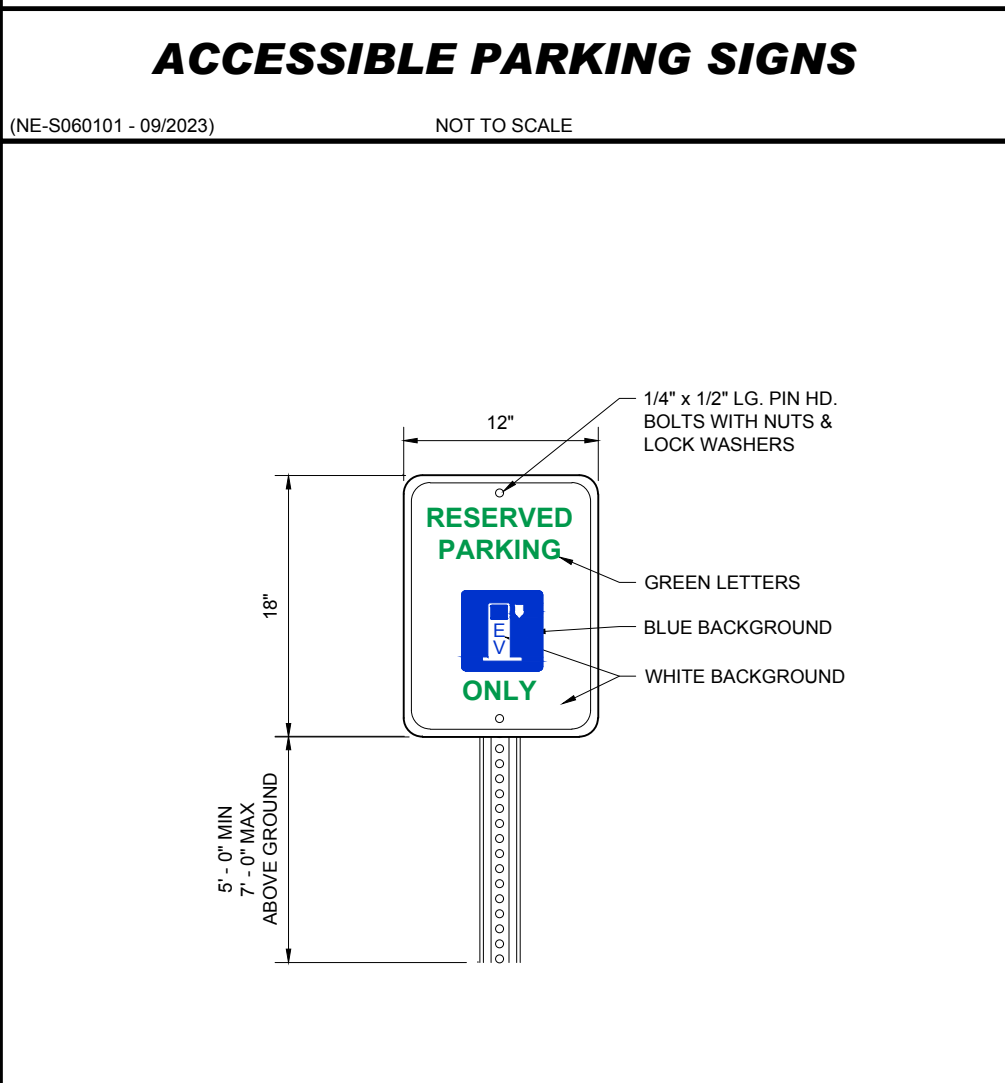 ACCESSIBLE PARKING SIGNS
(NE-S060101 - 09/2023)
NOT TO SCALE
1/4" x 1/2" LG. PIN HD.
BOLTS WITH NUTS &
LOCK WASHERS
12"
RESERVED
PARKING
GREEN LETTERS
18"
E
V
BLUE BACKGROUND
WHITE BACKGROUND
ONLY
5' - 0" MIN
7' - 0" MAX
ABOVE GROUND